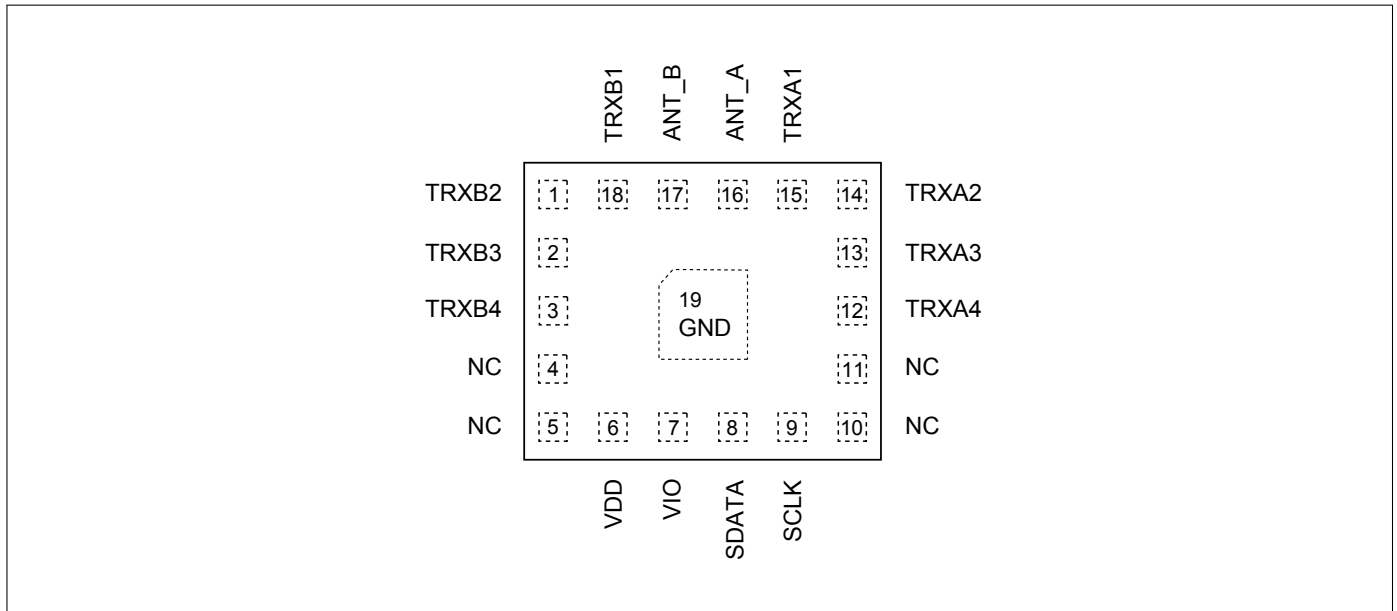 TRXB1
ANT_B
ANT_A
TRXA1
TRXB2
1
18
17
16
15
14
TRXA2
TRXB3
2
13
TRXA3
TRXB4
3
19
GND
12
TRXA4
NC
4
11
NC
NC
5
6
7
8
9
10
NC
VDD
VIO
SDATA
SCLK